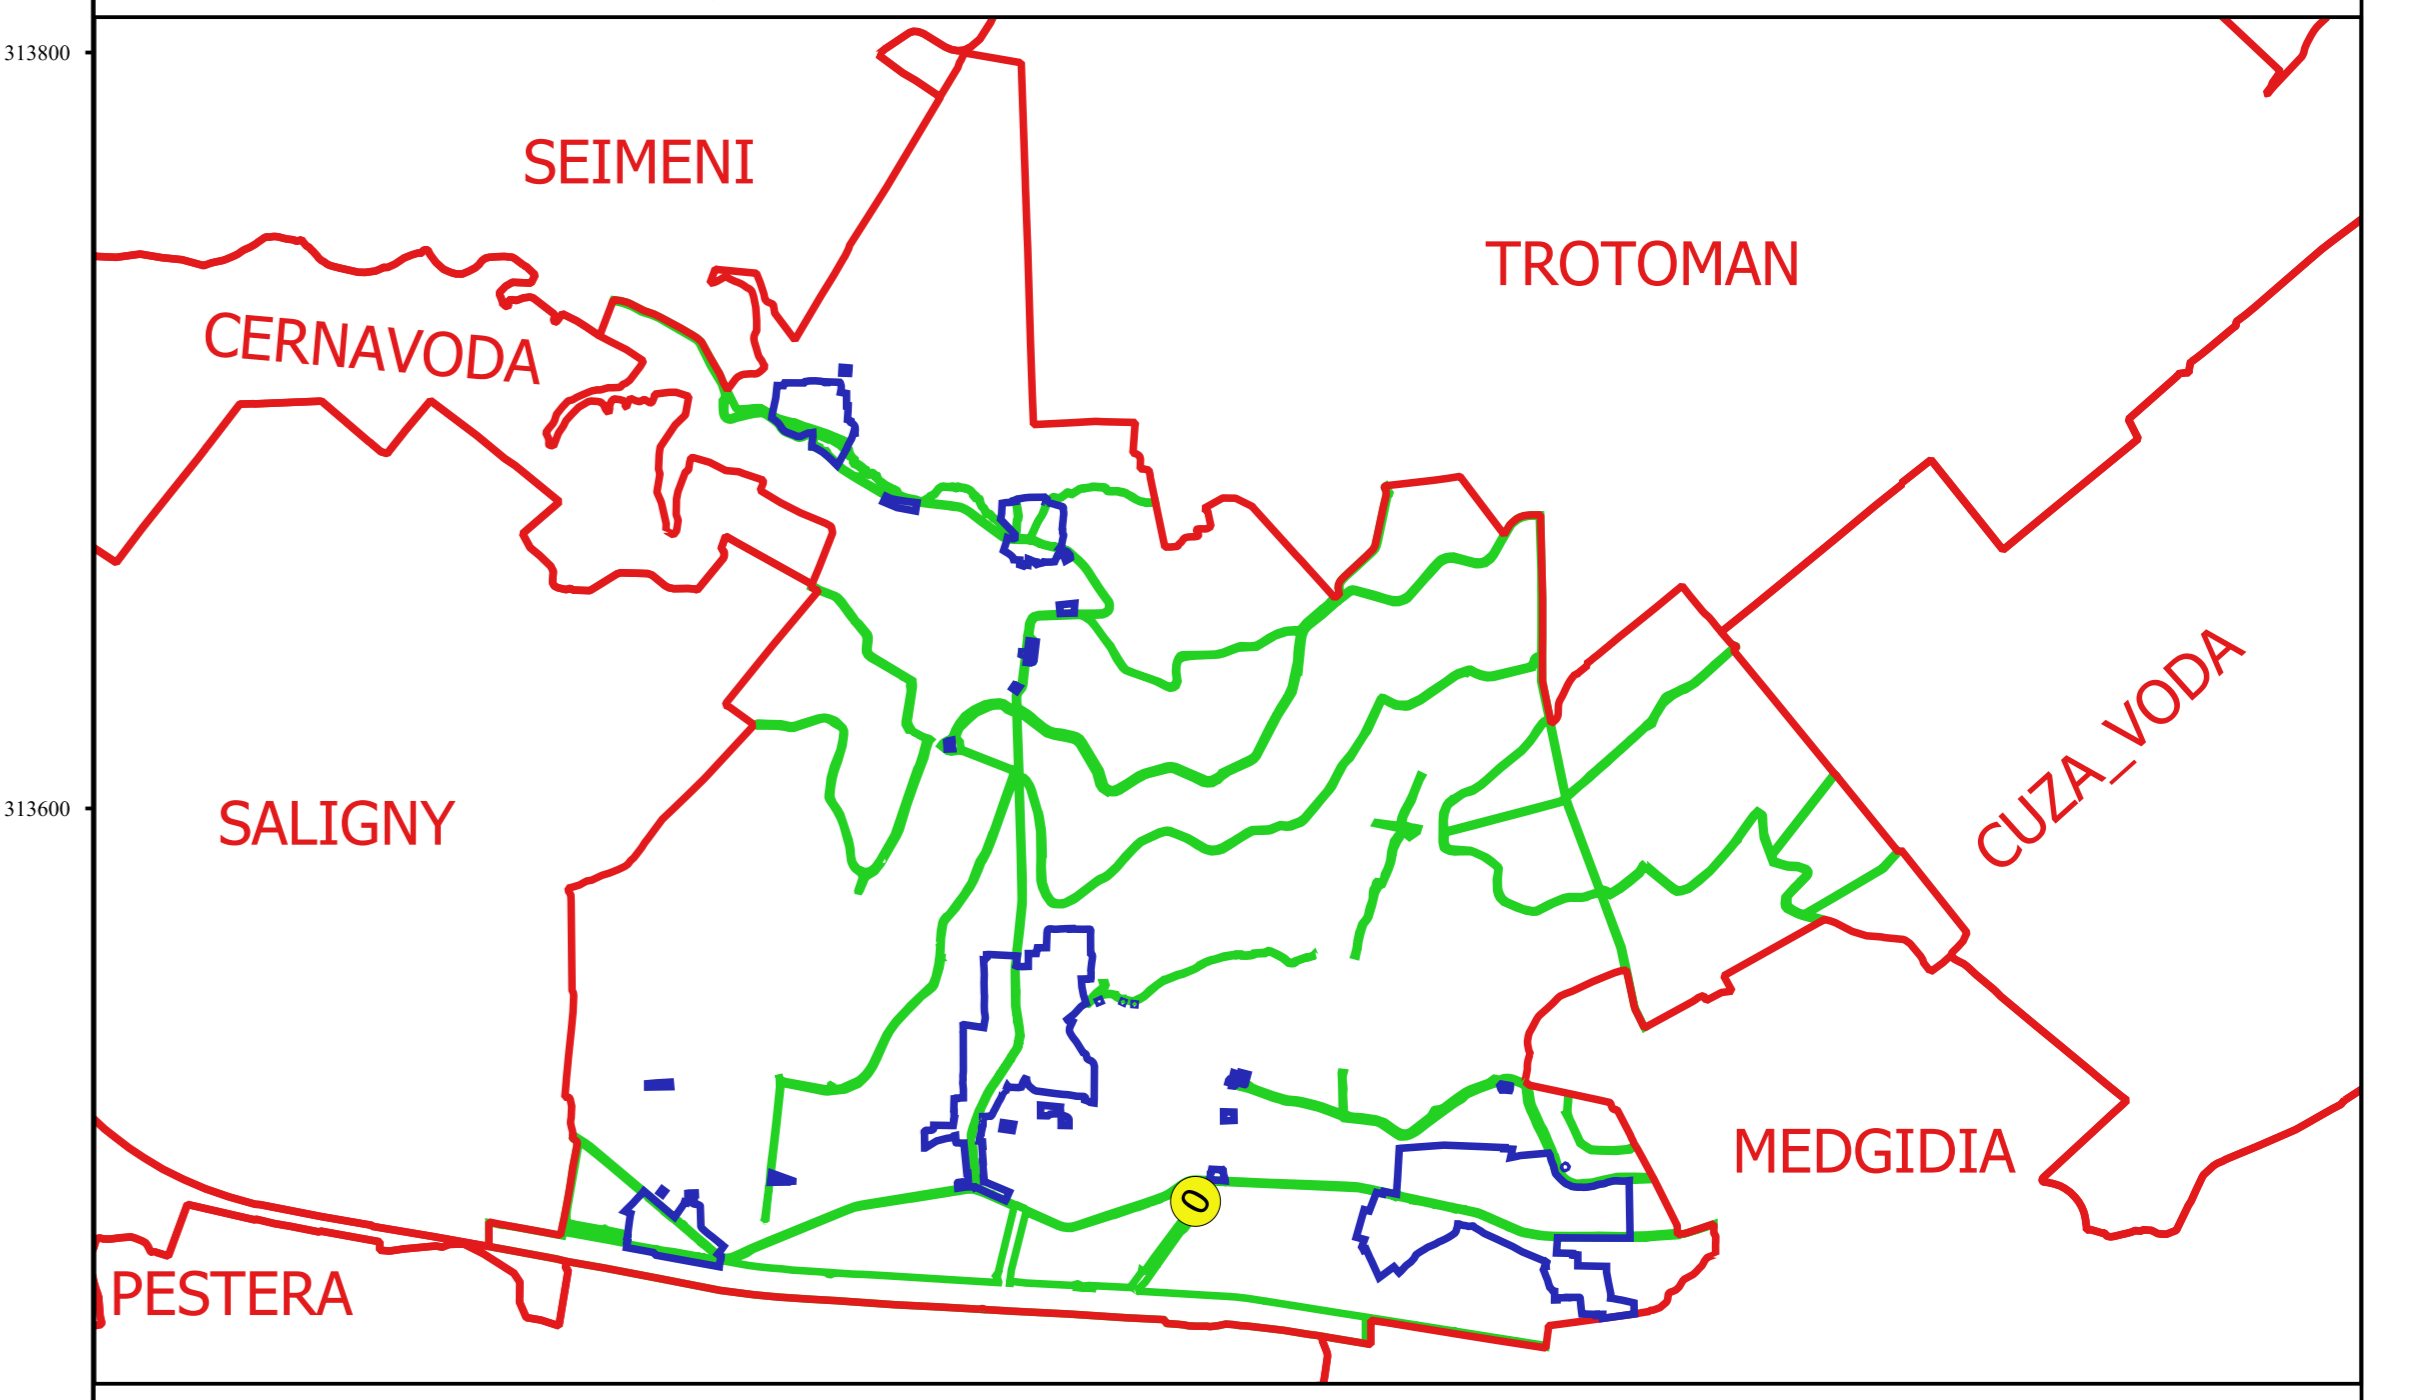 313800
SEIMENI
TROTOMAN
CERNAVODA
CUZA_VODA
313600
SALIGNY
MEDGIDIA
0
PESTERA